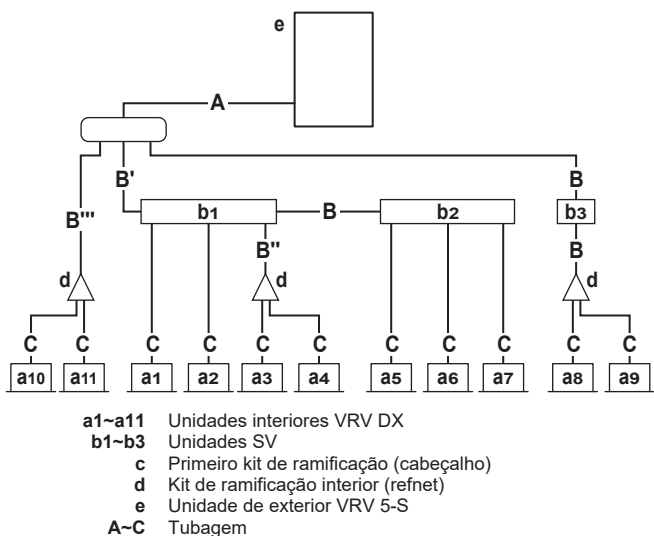 e
A
B'
B
B'''
b1
B
b2
b3
B''
B
d
d
d
C C C C C C C C C C C
a10 a11 a1 a2 a3 a4 a5 a6 a7 a8 a9
a1~a11 Unidades interiores VRV DX
b1~b3 Unidades SV
c Primeiro kit de ramificação (cabeçalho)
d Kit de ramificação interior (refnet)
e Unidade de exterior VRV 5-S
A~C Tubagem